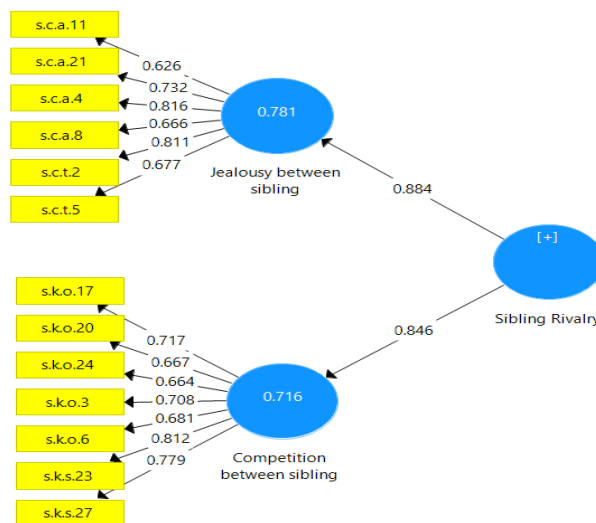 s.c.a.11
s.c.a.21
s.c.a.4
s.c.a.8
s.c.t.2
s.c.t.5
0.626
0.732
0.816
0.666
0.811
0.677
0.781
Jealousy between
sibling
0.884
[+]
Sibling Rivalry
0.846
s.k.o.17
s.k.o.20
s.k.o.24
s.k.o.3
s.k.o.6
s.k.s.23
s.k.s.27
0.717
0.667
0.664
0.708
0.681
0.812
0.779
0.716
Competition
between sibling